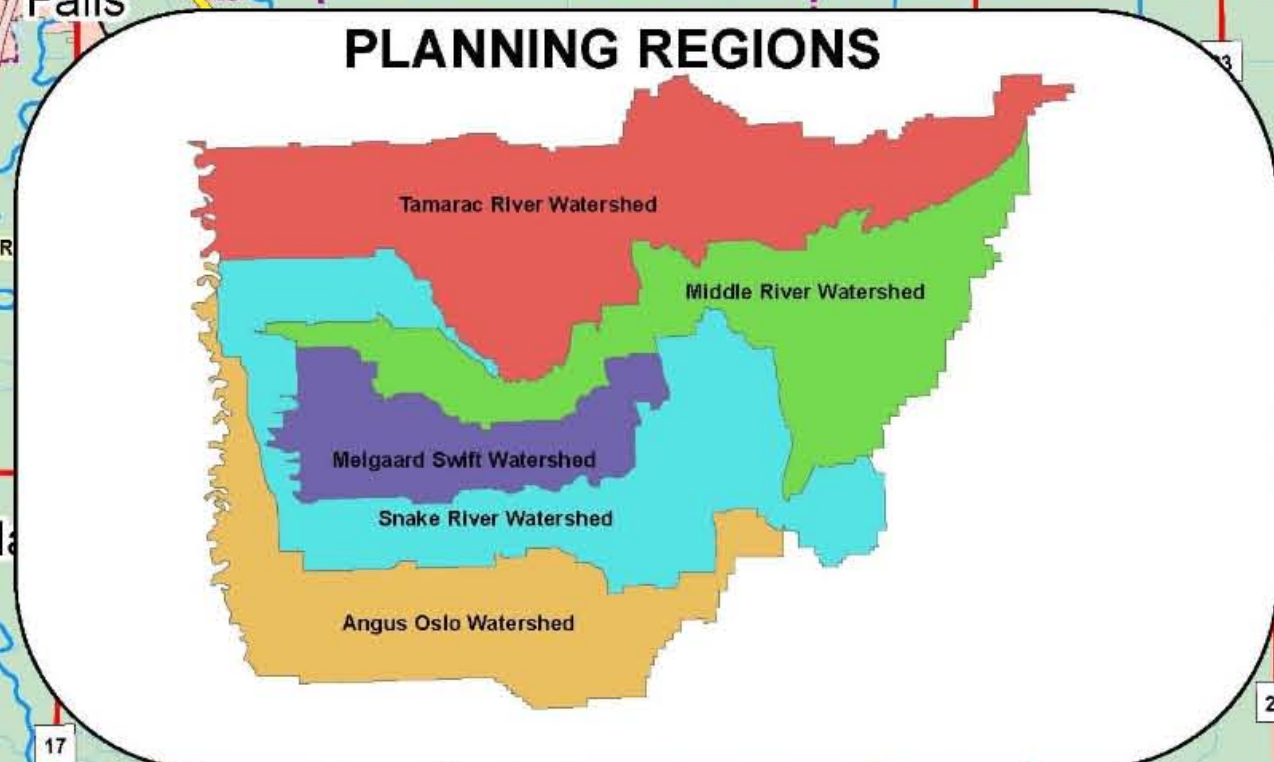 Falls
PLANNING REGIONS
Tamarac River Watershed
Middle River Watershed
Melgaard Swift Watershed
Snake River Watershed
Angus Oslo Watershed
17